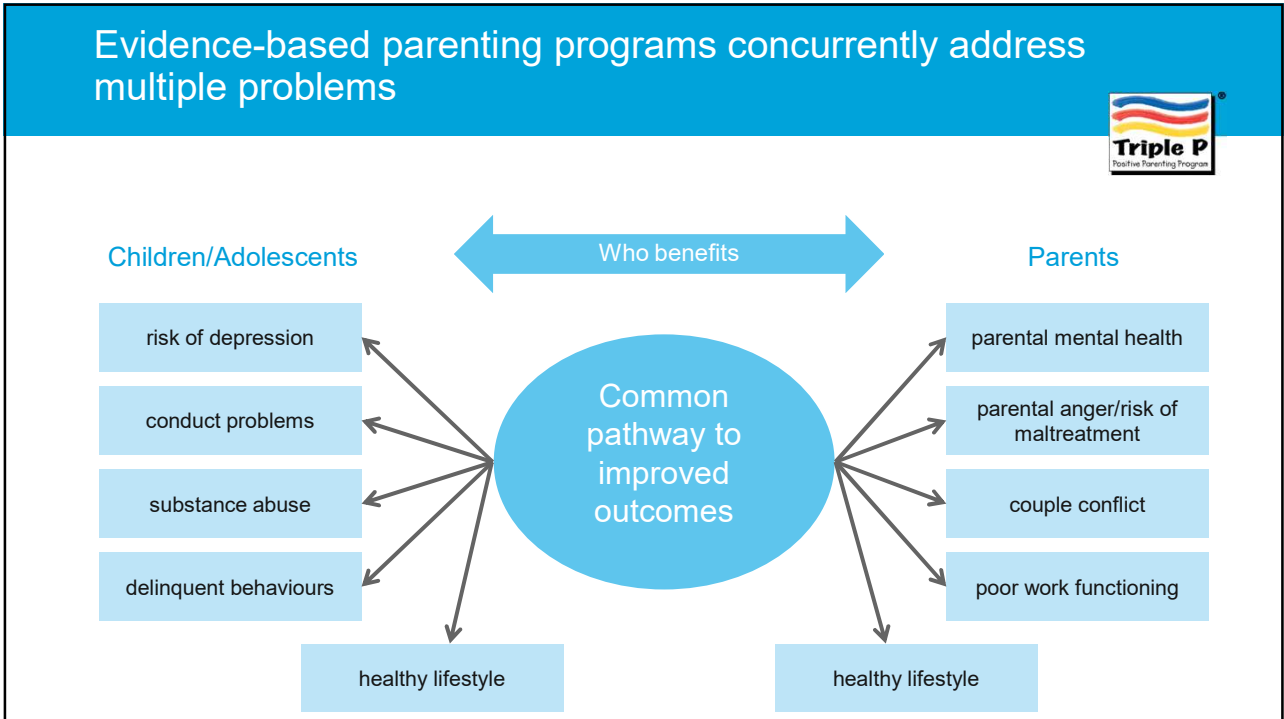 Evidence-based parenting programs concurrently address
multiple problems
®
Triple P
Positive Parenting Program
Children/Adolescents
Who benefits
Parents
risk of depression
conduct problems
substance abuse
delinquent behaviours
healthy lifestyle
Common
pathway to
improved
outcomes
parental mental health
parental anger/risk of
maltreatment
couple conflict
poor work functioning
healthy lifestyle